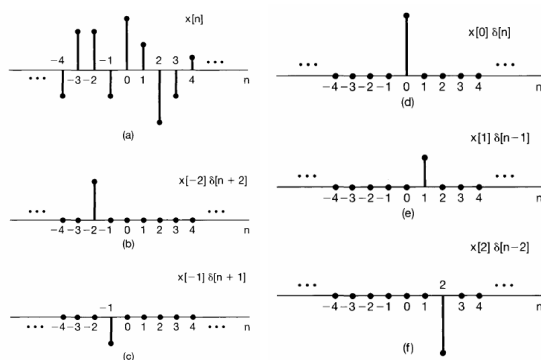 x[n]
-4 -1 2 3
... -3 -2 0 1 4 ... n
(a)
x[-2] δ[n + 2]
... ...
-4 -3 -2 -1 0 1 2 3 4 n
(b)
x[-1] δ[n + 1]
-1
... -4 -3 -2 0 1 2 3 4 ... n
(c)
x[0] δ[n]
... ...
-4 -3 -2 -1 0 1 2 3 4 n
(d)
x[1] δ[n-1]
... ...
-4 -3 -2 -1 0 1 2 3 4 n
(e)
x[2] δ[n-2]
... 2 ...
-4 -3 -2 -1 0 1 3 4 n
(f)